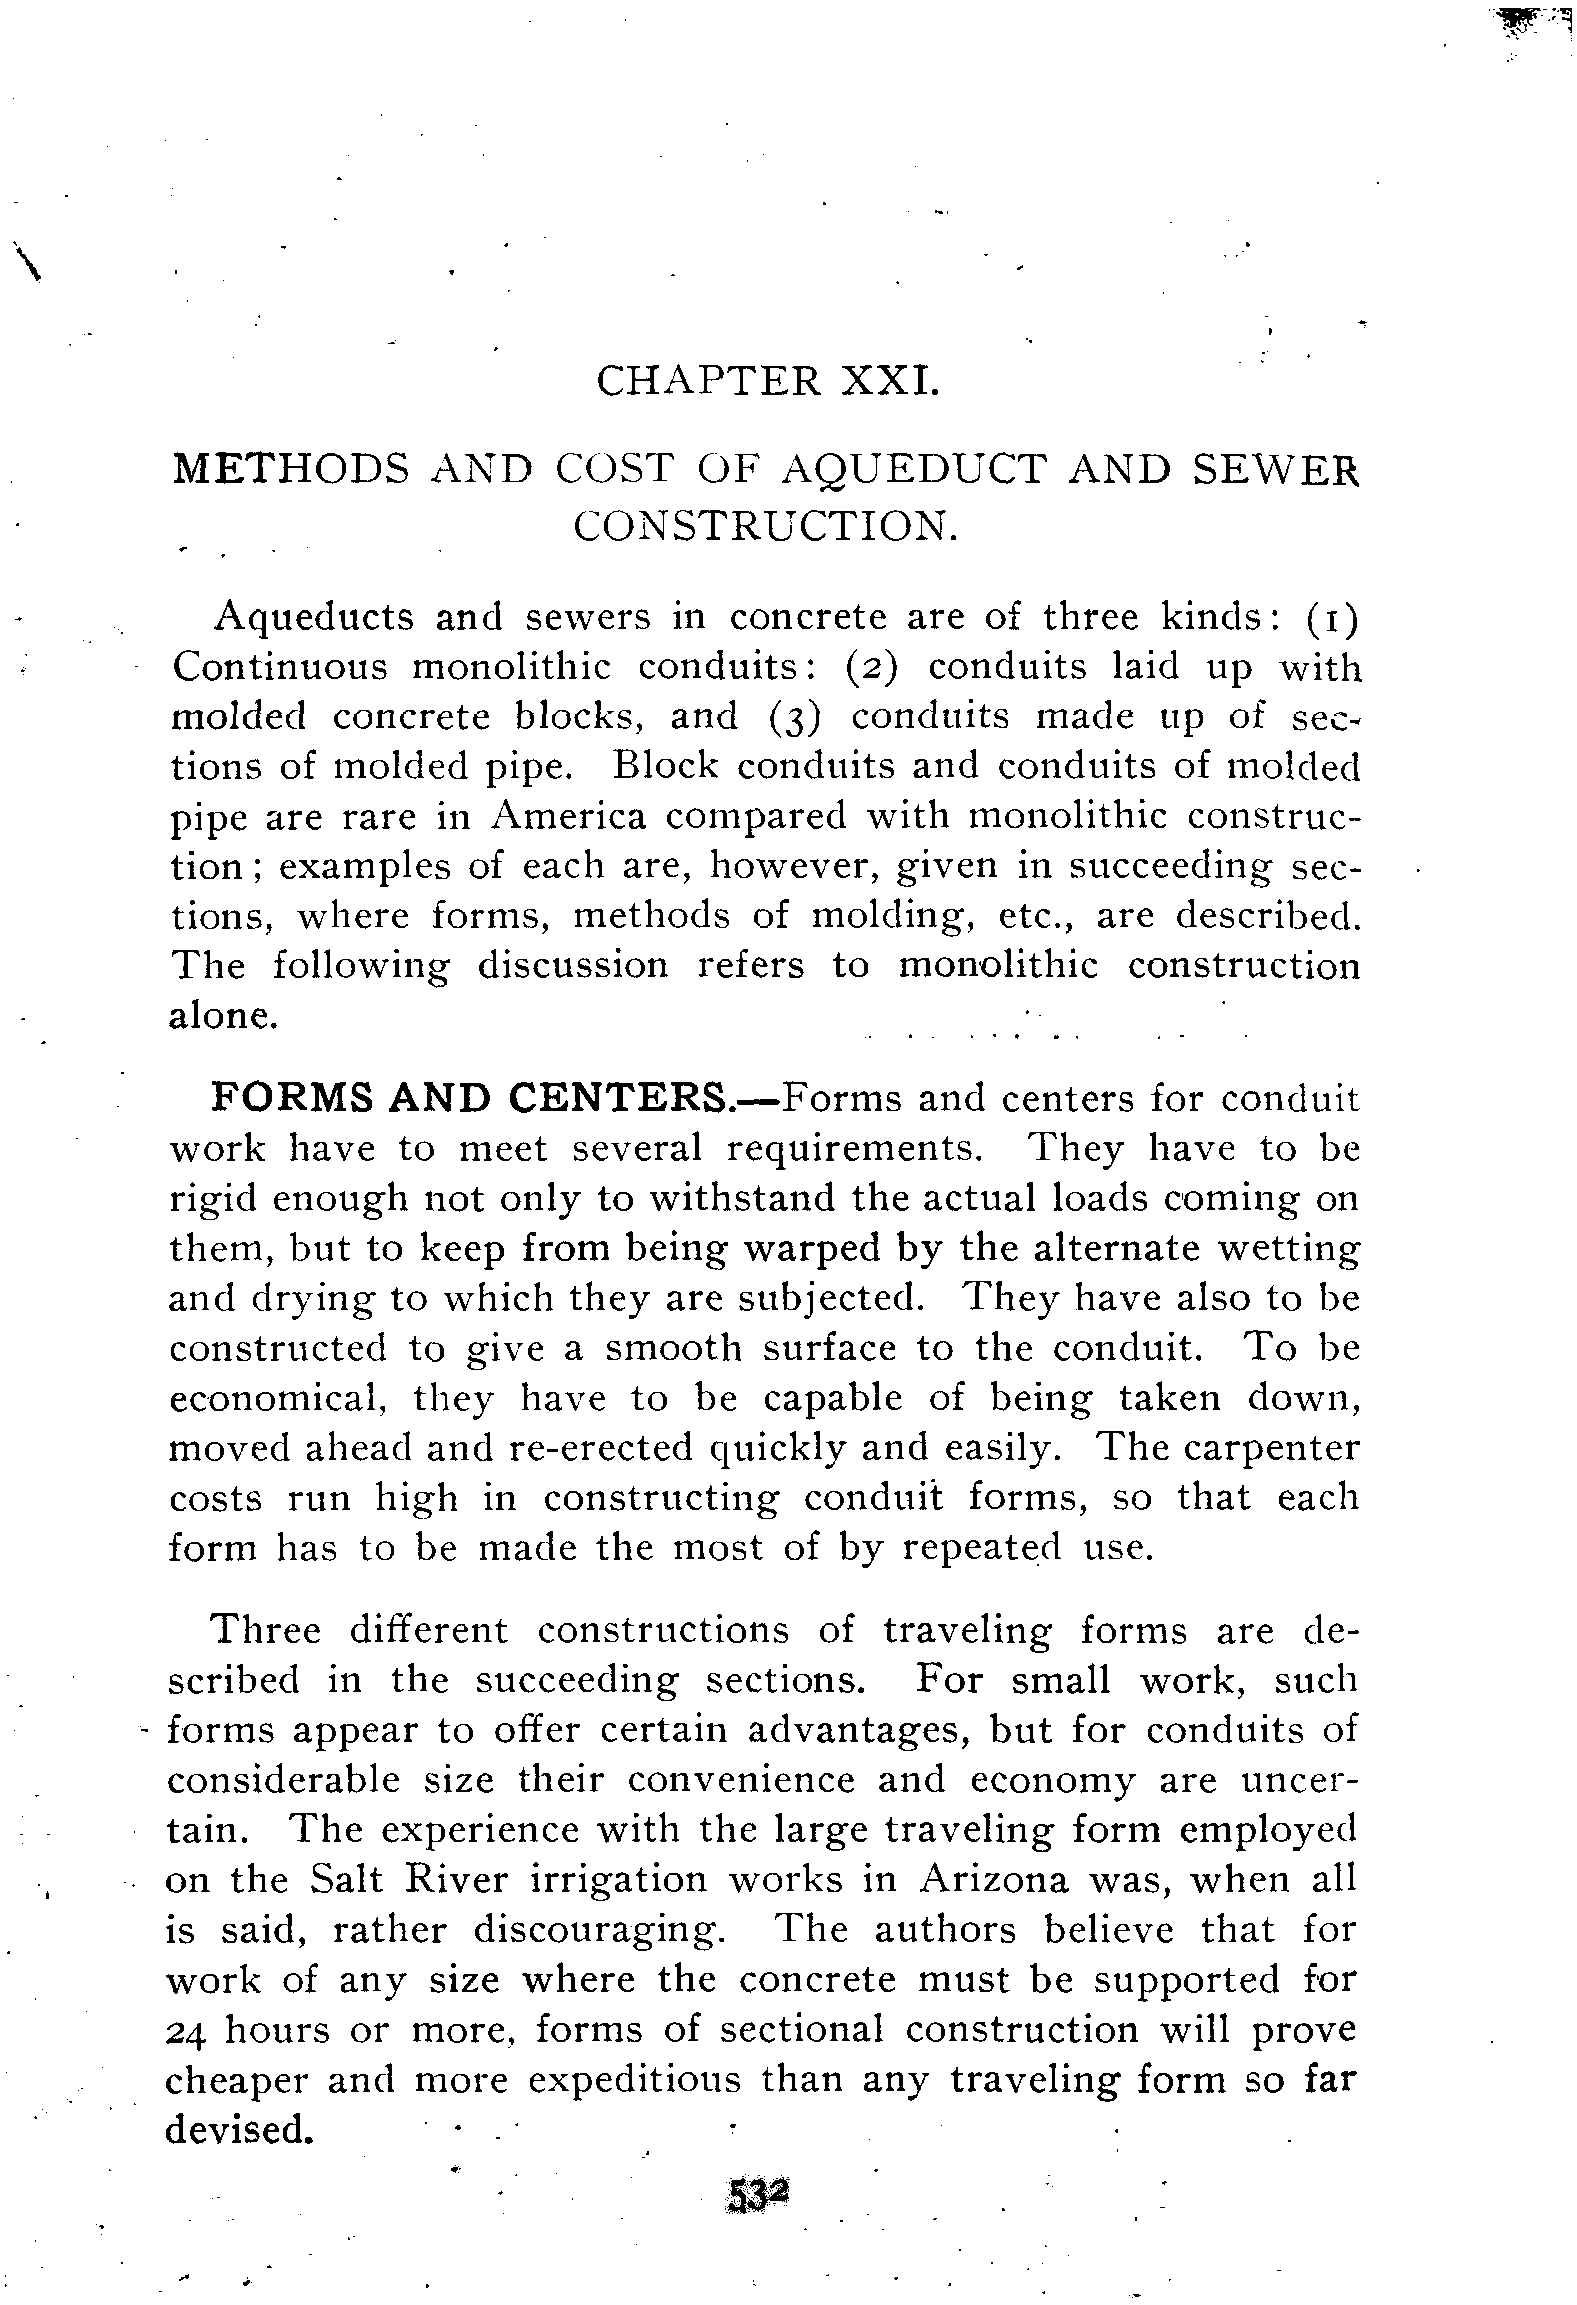 CHAPTER XXI.
METHODS AND COST OF AQUEDUCT AND SEWER
CONSTRUCTION.
Aqueducts and sewers in concrete are of three kinds: (1)
Continuous monolithic conduits: (2) conduits laid up with
molded concrete blocks, and (3) conduits made up of sec-
tions of molded pipe. Block conduits and conduits of molded
pipe are rare in America compared with monolithic construc-
tion; examples of each are, however, given in succeeding sec-
tions, where forms, methods of molding, etc., are described.
The following discussion refers to monolithic construction
alone.
FORMS AND CENTERS.—Forms and centers for conduit
work have to meet several requirements. They have to be
rigid enough not only to withstand the actual loads coming on
them, but to keep from being warped by the alternate wetting
and drying to which they are subjected. They have also to be
constructed to give a smooth surface to the conduit. To be
economical, they have to be capable of being taken down,
moved ahead and re-erected quickly and easily. The carpenter
costs run high in constructing conduit forms, so that each
form has to be made the most of by repeated use.
Three different constructions of traveling forms are de-
scribed in the succeeding sections. For small work, such
forms appear to offer certain advantages, but for conduits of
considerable size their convenience and economy are uncer-
tain. The experience with the large traveling form employed
on the Salt River irrigation works in Arizona was, when all
is said, rather discouraging. The authors believe that for
work of any size where the concrete must be supported for
24 hours or more, forms of sectional construction will prove
cheaper and more expeditious than any traveling form so far
devised.
532